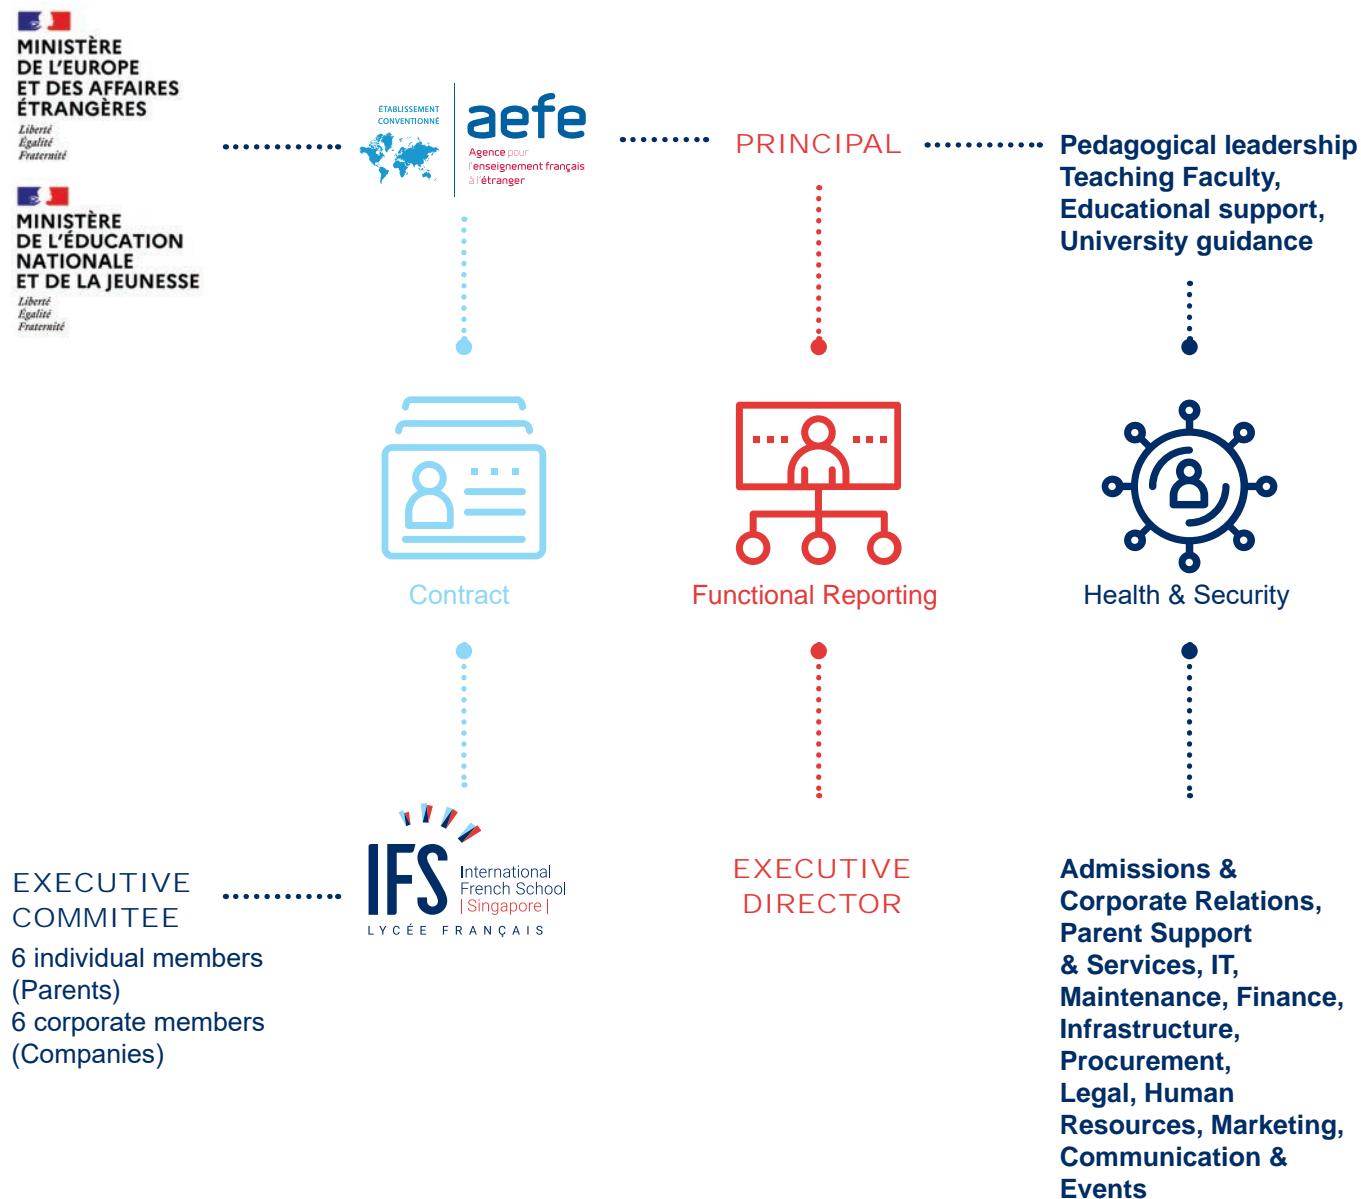 MINISTÈRE
DE L'EUROPE
ET DES AFFAIRES
ÉTRANGÈRES
Liberté
Égalité
Fraternité
MINISTÈRE
DE L'ÉDUCATION
NATIONALE
ET DE LA JEUNESSE
Liberté
Égalité
Fraternité
ÉTABLISSEMENT
CONVENTIONNÉ
aefe
Agence pour
l'enseignement français
à l'étranger
PRINCIPAL
Pedagogical leadership
Teaching Faculty,
Educational support,
University guidance
Contract
Functional Reporting
Health & Security
EXECUTIVE
COMMITEE
6 individual members
(Parents)
6 corporate members
(Companies)
IFS
International
French School
| Singapore |
LYCÉE FRANÇAIS
EXECUTIVE
DIRECTOR
Admissions &
Corporate Relations,
Parent Support
& Services, IT,
Maintenance, Finance,
Infrastructure,
Procurement,
Legal, Human
Resources, Marketing,
Communication &
Events